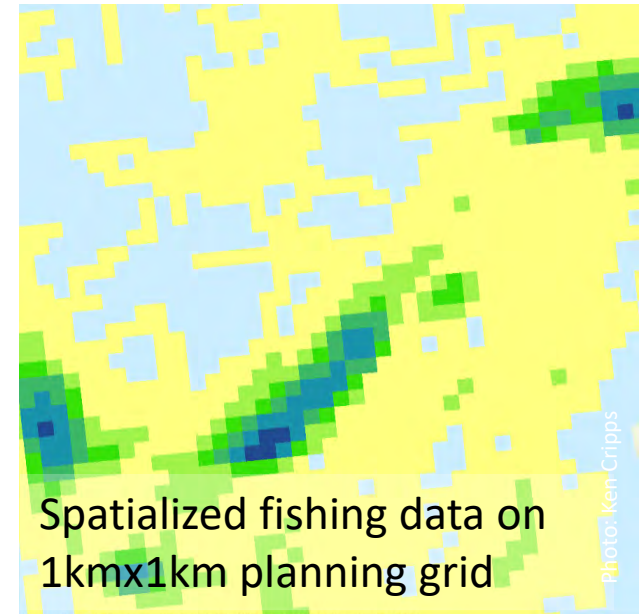 Spatialized fishing data on
1kmx1km planning grid
Photo: Ken Cripps